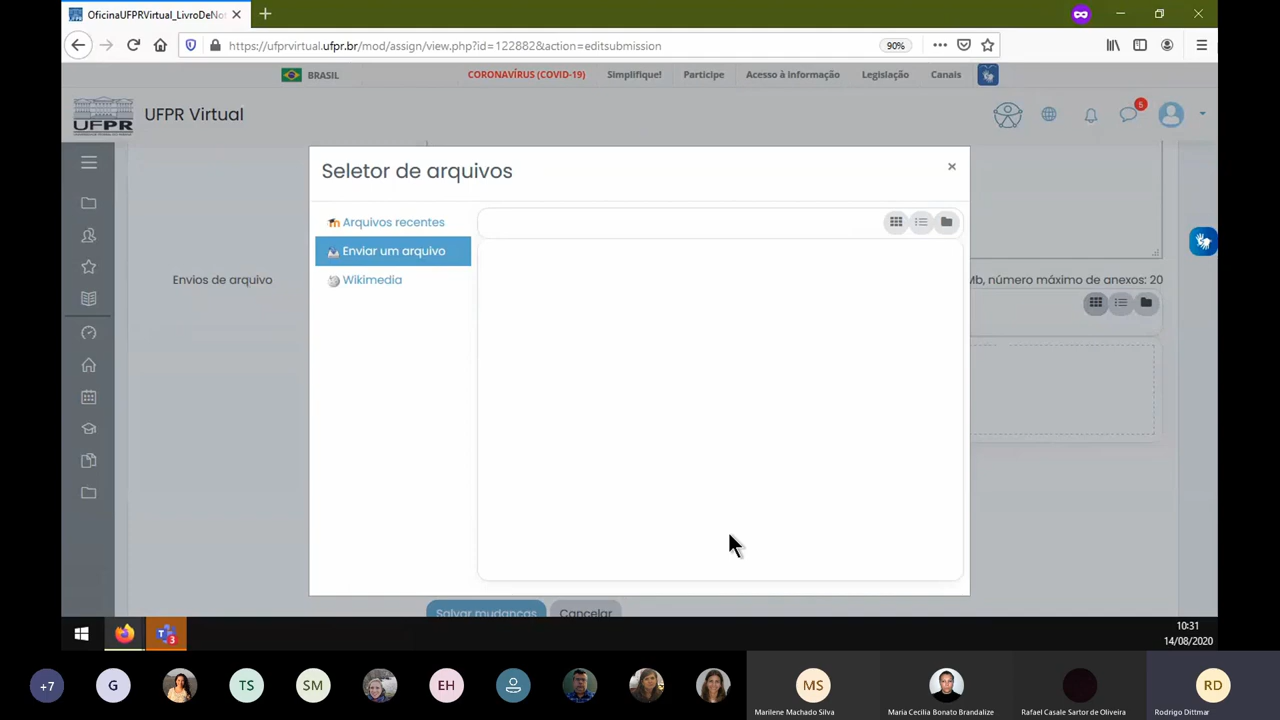 OficinaUFPRVirtual_LivroDeNot
https://ufprvirtual.ufpr.br/mod/assign/view.php?id=122882&action=editsubmission
90%
BRASIL
CORONAVÍRUS (COVID-19)
Simplifique!
Participe
Acesso à informação
Legislação
Canais
UFPR
UFPR Virtual
5
Seletor de arquivos
Arquivos recentes
Enviar um arquivo
Wikimedia
Envios de arquivo
Mb, número máximo de anexos: 20
Salvar mudanças
Cancelar
3
10:31
14/08/2020
+7
G
TS
SM
EH
MS
RD
Marilene Machado Silva
Maria Cecilia Bonato Brandalize
Rafael Casale Sartor de Oliveira
Rodrigo Dittmar